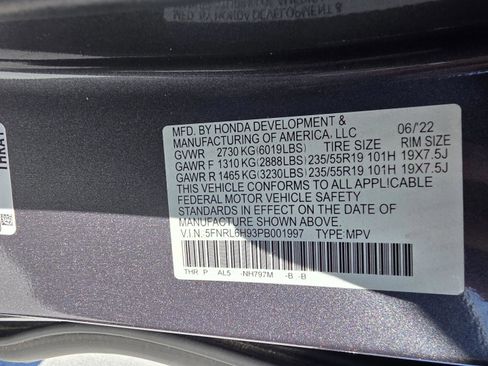 MFD. BY HONDA DEVELOPMENT &
MANUFACTURING OF AMERICA, LLC 06/'22
GVWR 2730 KG (6019LBS) TIRE SIZE RIM SIZE
GAWR F 1310 KG (2888LBS) 235/55R19 101H 19X7.5J
GAWR R 1465 KG (3230LBS) 235/55R19 101H 19X7.5J
THIS VEHICLE CONFORMS TO ALL APPLICABLE
FEDERAL MOTOR VEHICLE SAFETY
STANDARDS IN EFFECT ON THE DATE OF
MANUFACTURE SHOWN ABOVE.
V.I.N. 5FNRL6H93PB001997 TYPE MPV
THR P AL5 -NH797M -B -B
THRAT